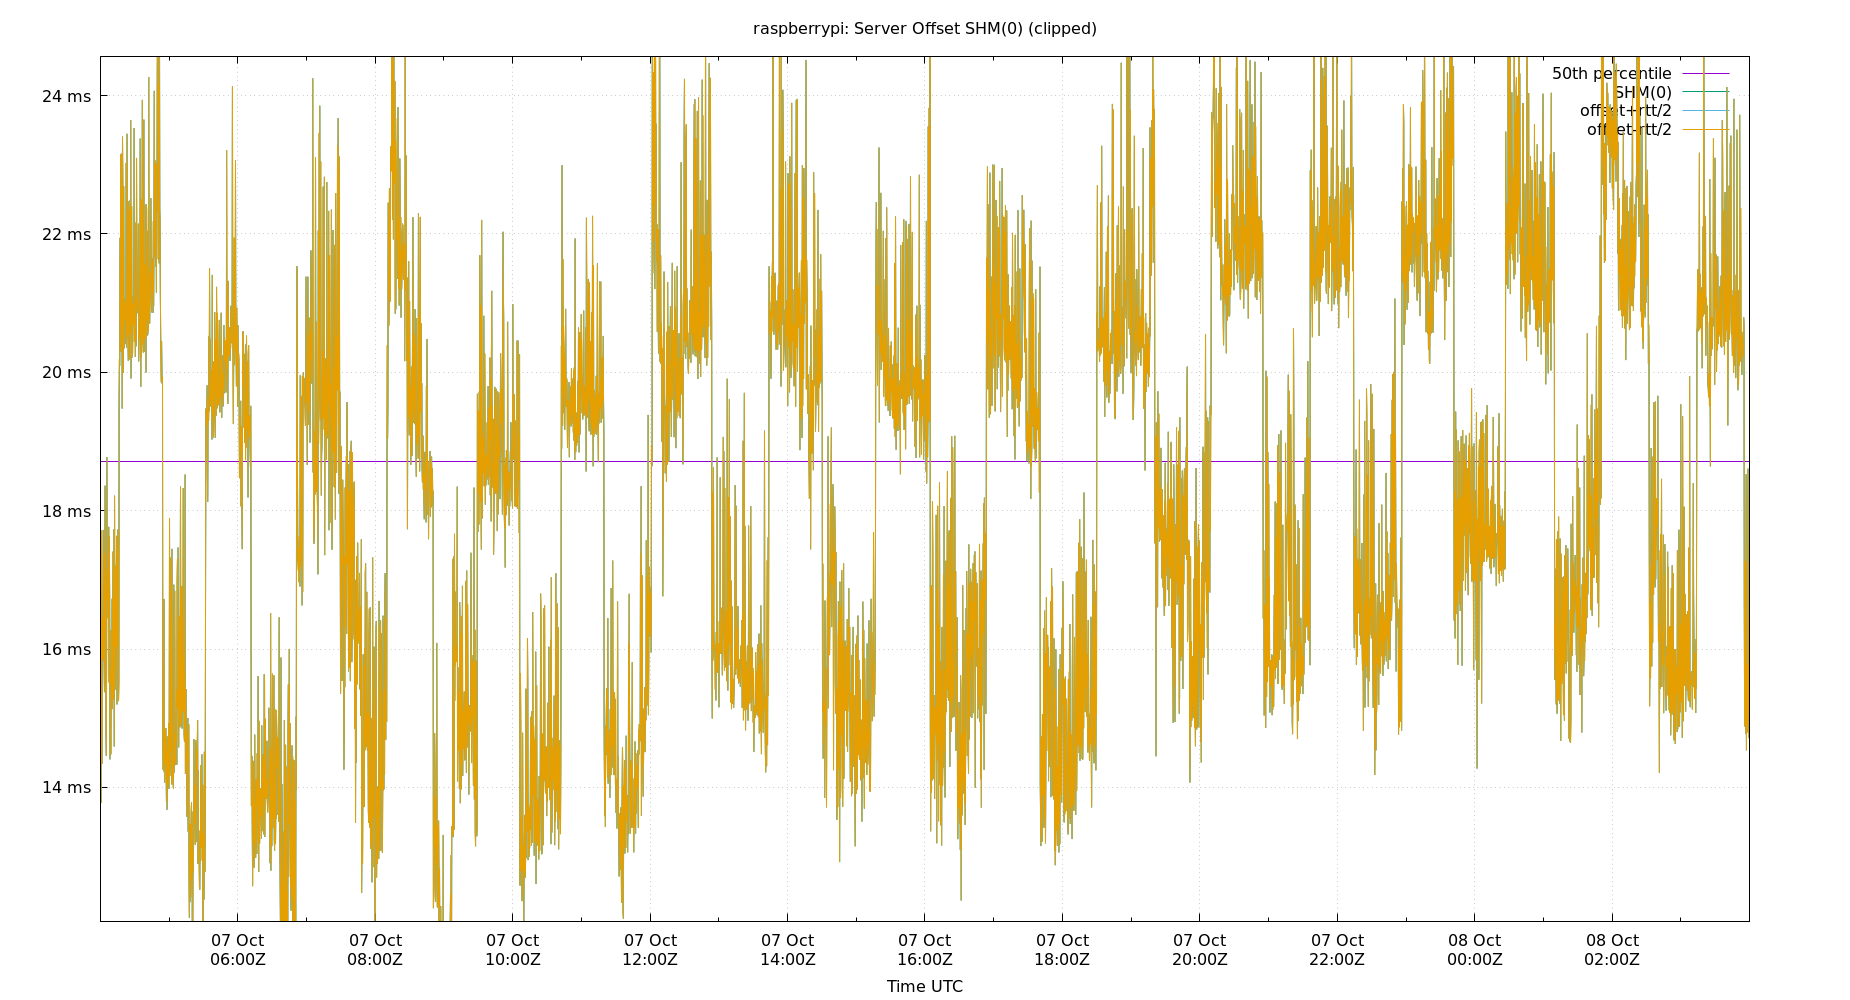 raspberrypi: Server Offset SHM(0) (clipped)
50th percentile
SHM(0)
offset+rtt/2
offset-rtt/2
24 ms
22 ms
20 ms
18 ms
16 ms
14 ms
07 Oct 07 Oct 07 Oct 07 Oct 07 Oct 07 Oct 07 Oct 07 Oct 07 Oct 08 Oct 08 Oct
06:00Z 08:00Z 10:00Z 12:00Z 14:00Z 16:00Z 18:00Z 20:00Z 22:00Z 00:00Z 02:00Z
Time UTC